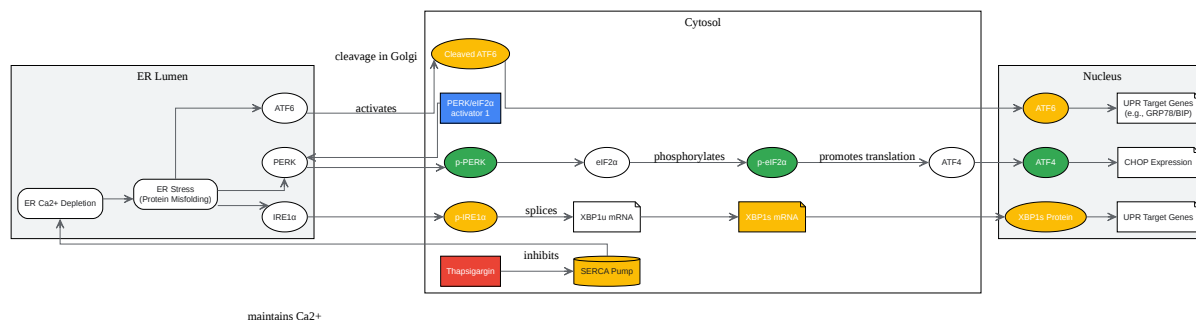 Cytosol
cleavage in Golgi
Cleaved ATF6
ER Lumen
Nucleus
ATF6
activates
PERK/eIF2α
activator 1
ATF6
UPR Target Genes
(e.g., GRP78/BIP)
PERK
p-PERK
eIF2α
phosphorylates
p-eIF2α
promotes translation
ATF4
ATF4
CHOP Expression
ER Ca2+ Depletion
ER Stress
(Protein Misfolding)
IRE1α
p-IRE1α
splices
XBP1u mRNA
XBP1s mRNA
XBP1s Protein
UPR Target Genes
inhibits
Thapsigargin
SERCA Pump
maintains Ca2+